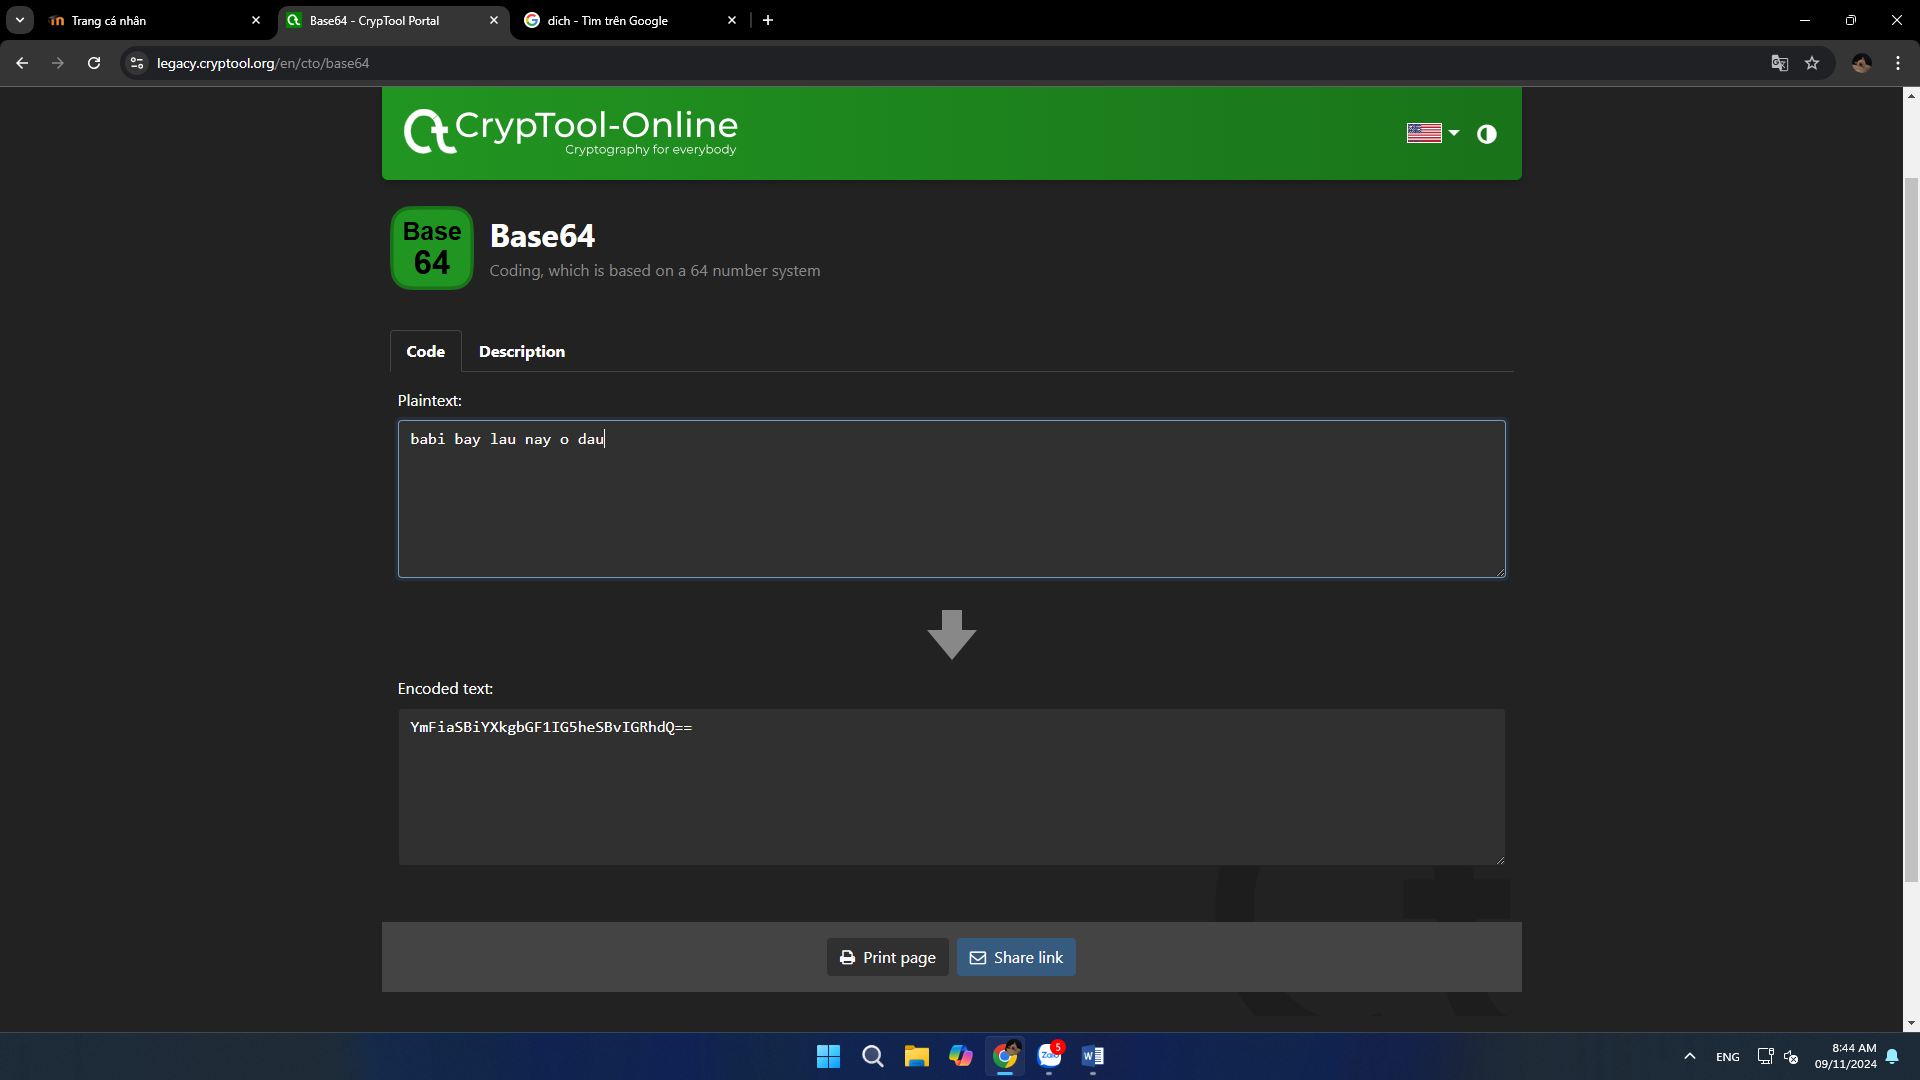 Trang cá nhân
Base64 - CrypTool Portal
dich - Tìm trên Google
legacy.cryptool.org/en/cto/base64
CrypTool-Online
Cryptography for everybody
Base
64
Base64
Coding, which is based on a 64 number system
Code
Description
Plaintext:
babi bay lau nay o dau
Encoded text:
YmFiaSBiYXkgbGF1IG5heSBvIGRhdQ==
Print page
Share link
Zalo
5
ENG
8:44 AM
09/11/2024